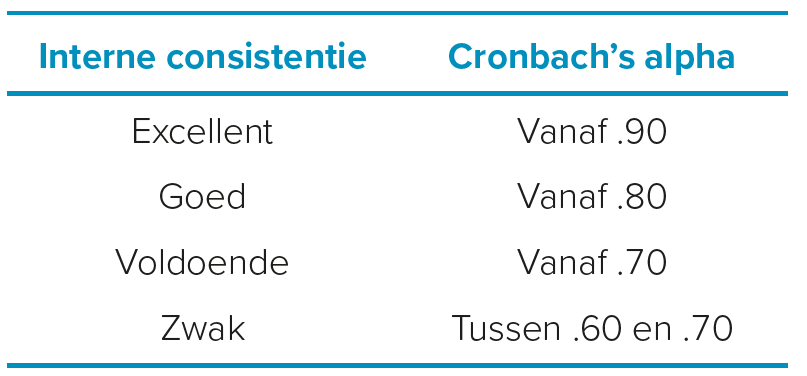 Interne consistentie Cronbach’s alpha
Excellent Vanaf .90
Goed Vanaf .80
Voldoende Vanaf .70
Zwak Tussen .60 en .70